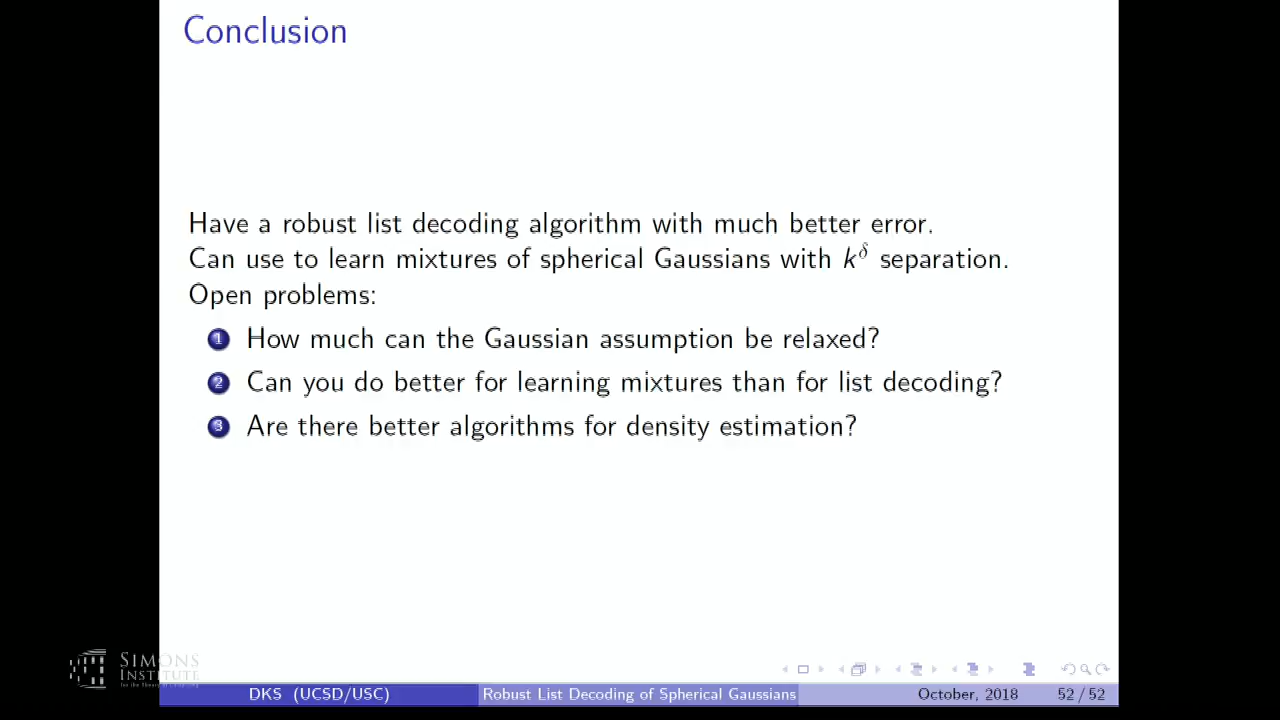 Conclusion
Have a robust list decoding algorithm with much better error.
Can use to learn mixtures of spherical Gaussians with k^δ separation.
Open problems:
1 How much can the Gaussian assumption be relaxed?
2 Can you do better for learning mixtures than for list decoding?
3 Are there better algorithms for density estimation?
SIMONS
INSTITUTE
DKS (UCSD/USC) Robust List Decoding of Spherical Gaussians October, 2018 52 / 52